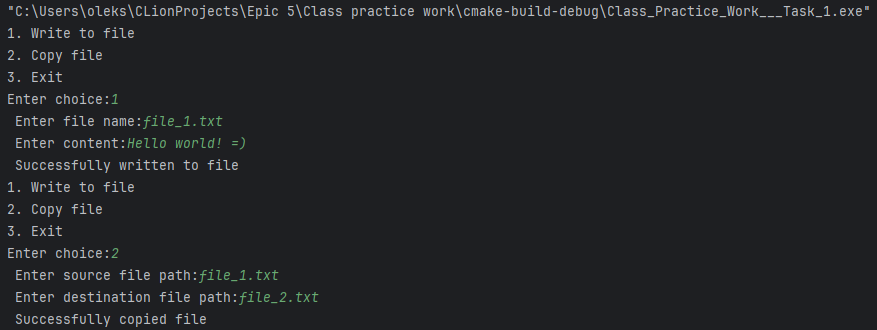 "C:\Users\oleks\CLionProjects\Epic 5\Class practice work\cmake-build-debug\Class_Practice_Work___Task_1.exe"
1. Write to file
2. Copy file
3. Exit
Enter choice:1
 Enter file name:file_1.txt
 Enter content:Hello world! =)
 Successfully written to file
1. Write to file
2. Copy file
3. Exit
Enter choice:2
 Enter source file path:file_1.txt
 Enter destination file path:file_2.txt
 Successfully copied file